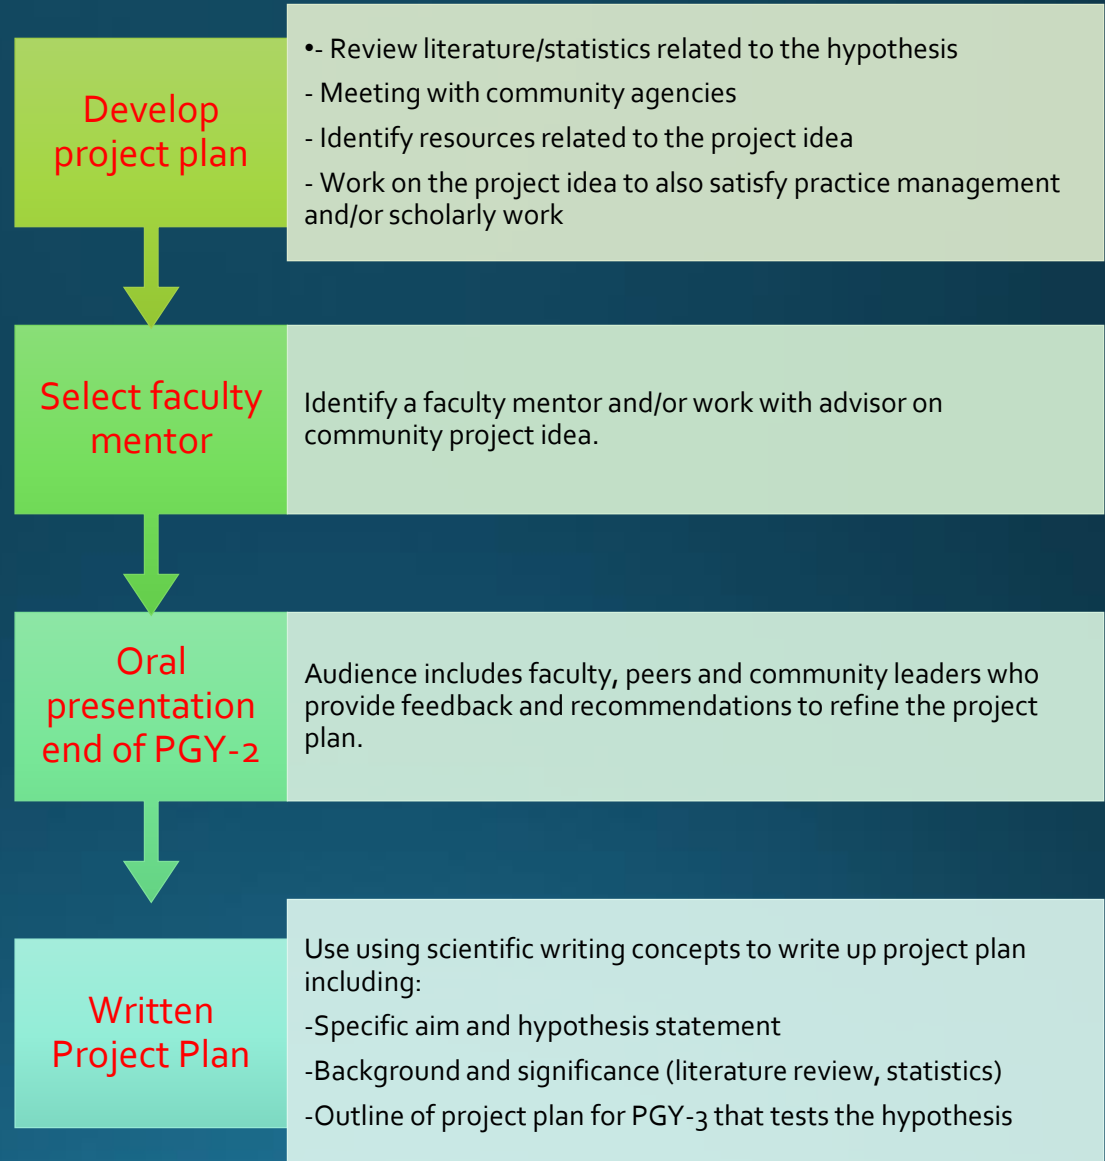 Develop
project plan
•- Review literature/statistics related to the hypothesis
- Meeting with community agencies
- Identify resources related to the project idea
- Work on the project idea to also satisfy practice management
and/or scholarly work
Select faculty
mentor
Identify a faculty mentor and/or work with advisor on
community project idea.
Oral
presentation
end of PGY-2
Audience includes faculty, peers and community leaders who
provide feedback and recommendations to refine the project
plan.
Written
Project Plan
Use using scientific writing concepts to write up project plan
including:
-Specific aim and hypothesis statement
-Background and significance (literature review, statistics)
-Outline of project plan for PGY-3 that tests the hypothesis